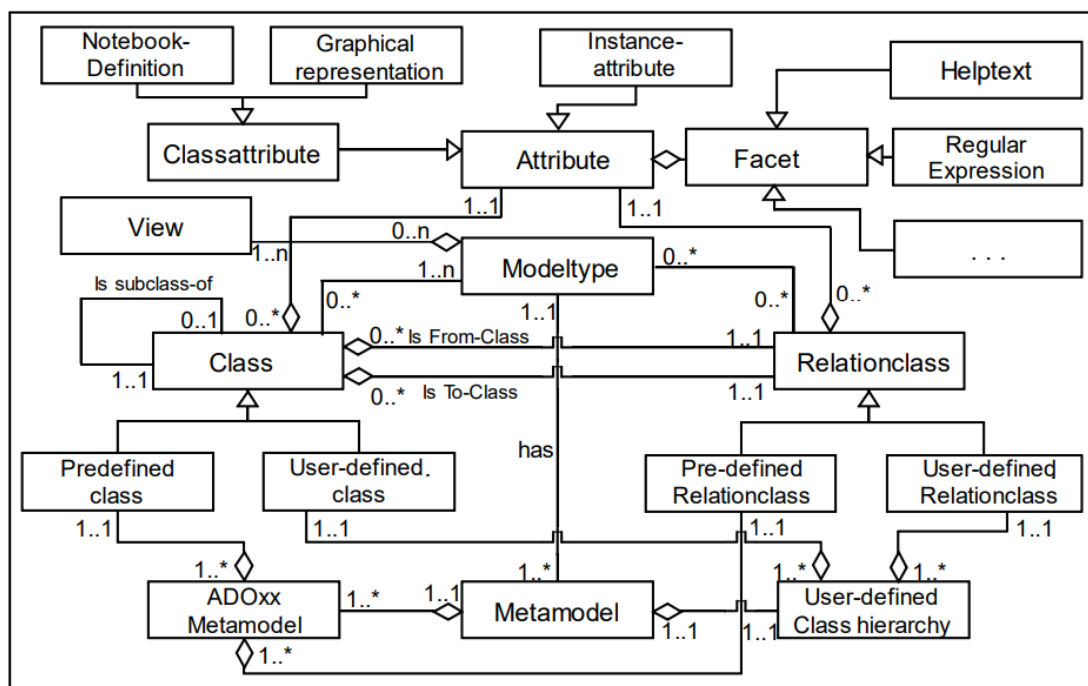 Notebook-
Definition
Graphical
representation
Instance-
attribute
Helptext
Classattribute
Attribute
Facet
Regular
Expression
View
1..1
1..1
. . .
0..n
1..n
Modeltype
1..n
0..*
Is subclass-of
0..*
0..1
0..*
1..1
0..*
0..*
Class
0..*
Is From-Class
1..1
Relationclass
1..1
0..*
Is To-Class
1..1
has
Predefined
class
User-defined.
class
Pre-defined
Relationclass
User-defined
Relationclass
1..1
1..1
1..1
1..1
1..*
1..*
1..*
1..*
ADOxx
Metamodel
1..*
1..1
Metamodel
1..1
1..1
User-defined
Class hierarchy
1..*